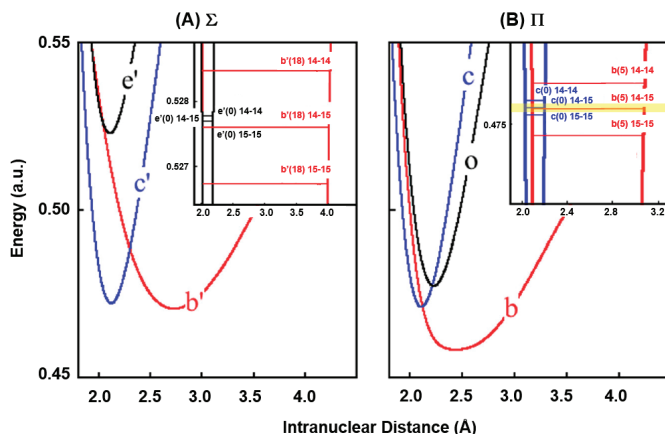 (A) Σ
(B) Π
Energy (a.u.)
0.55
0.50
0.45
e'
c'
b'
0.528
0.527
b'(18) 14-14
e'(0) 14-14
e'(0) 14-15
b'(18) 14-15
e'(0) 15-15
b'(18) 15-15
2.0 2.5 3.0 3.5 4.0
2.0 2.5 3.0 3.5 4.0
c
o
b
0.475
b(5) 14-14
c(0) 14-14
c(0) 14-15
b(5) 14-15
c(0) 15-15
b(5) 15-15
2.0 2.4 2.8 3.2
2.0 2.5 3.0 3.5 4.0
Intranuclear Distance (Å)